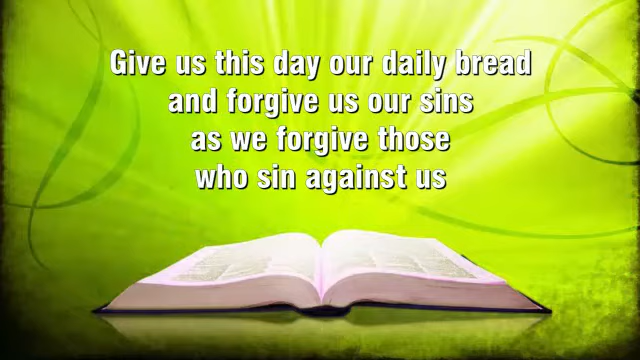 Give us this day our daily bread
and forgive us our sins
as we forgive those
who sin against us